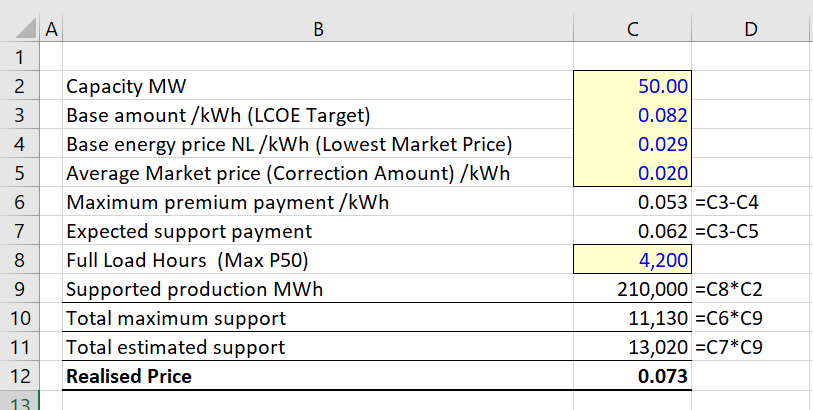 A B C D
1
2 Capacity MW 50.00
3 Base amount /kWh (LCOE Target) 0.082
4 Base energy price NL /kWh (Lowest Market Price) 0.029
5 Average Market price (Correction Amount) /kWh 0.020
6 Maximum premium payment /kWh 0.053 =C3-C4
7 Expected support payment 0.062 =C3-C5
8 Full Load Hours (Max P50) 4,200
9 Supported production MWh 210,000 =C8*C2
10 Total maximum support 11,130 =C6*C9
11 Total estimated support 13,020 =C7*C9
12 Realised Price 0.073
13